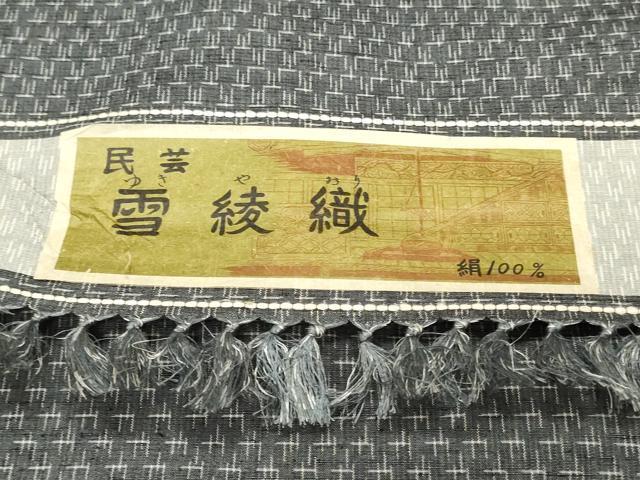 民芸
ゆき や おり
雪綾織
絹100%